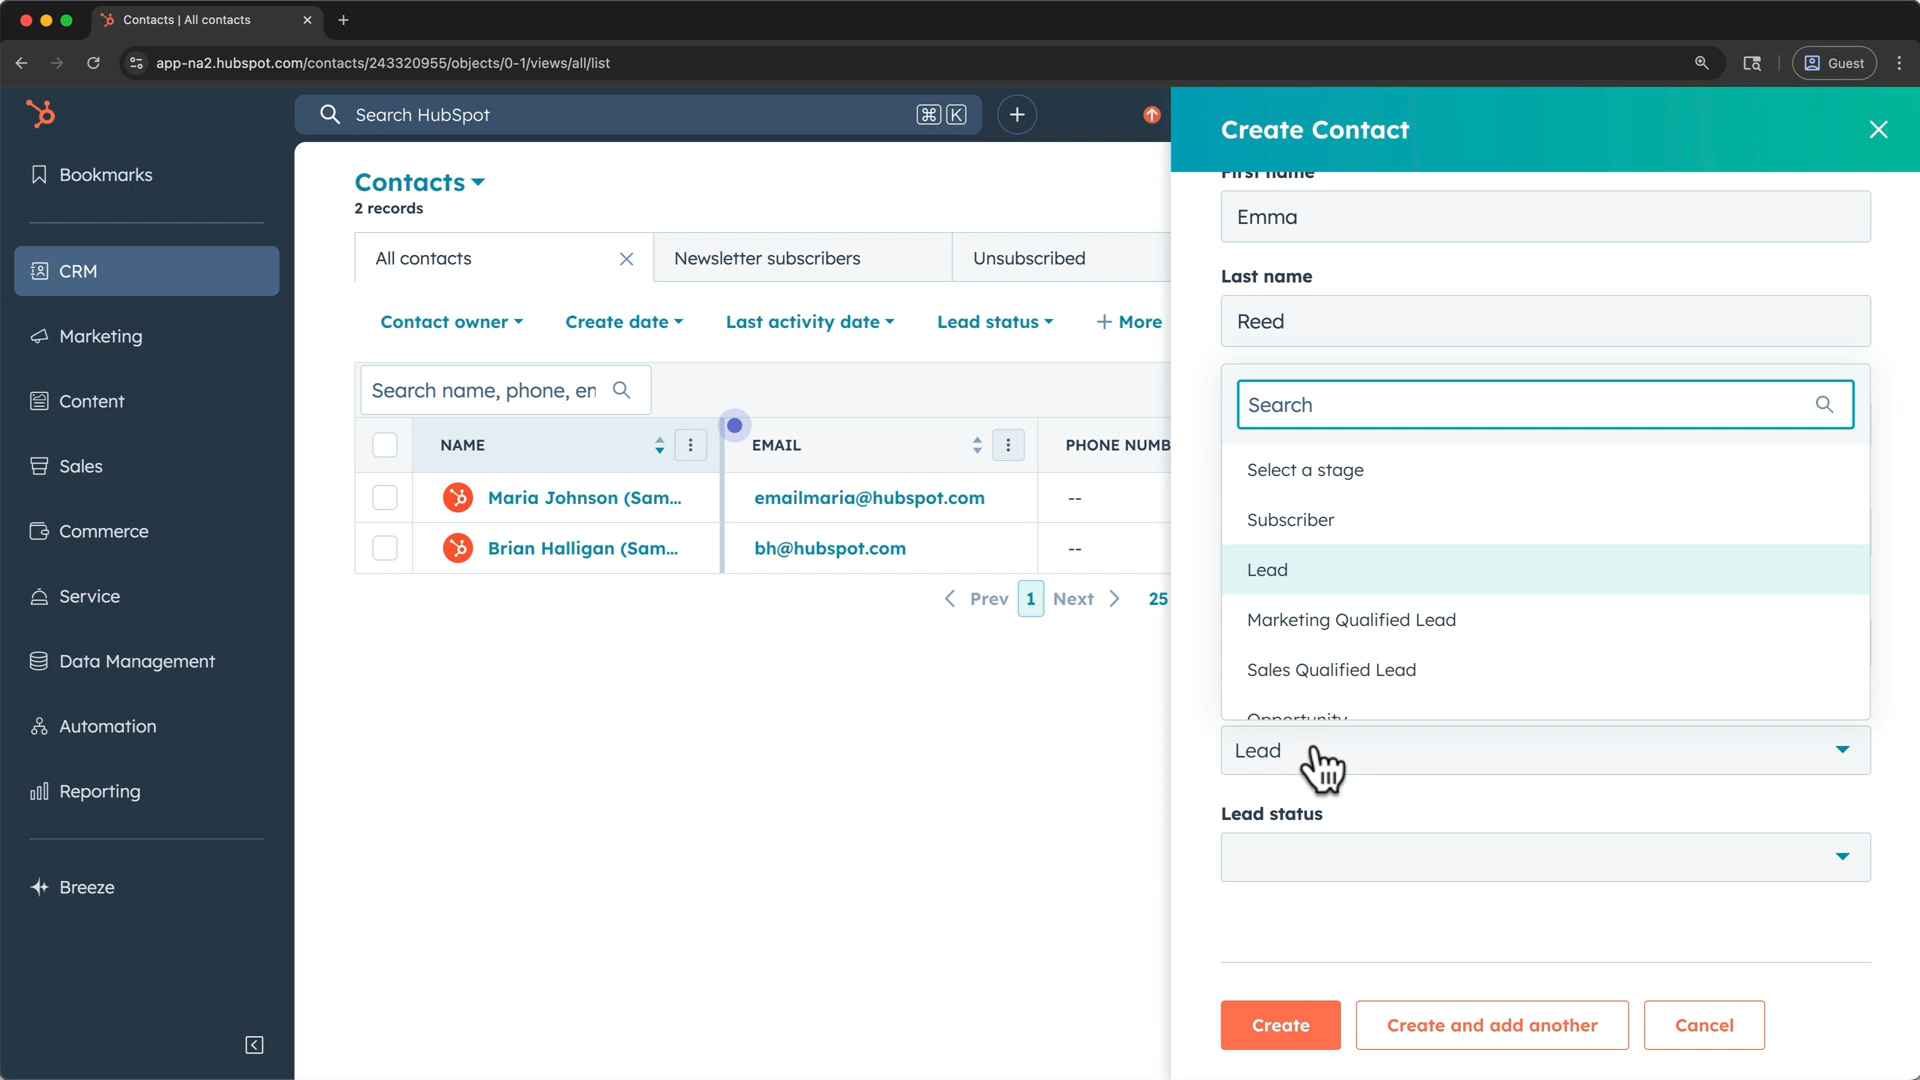 Contacts | All contacts
app-na2.hubspot.com/contacts/243320955/objects/0-1/views/all/list
Guest
Search HubSpot
⌘ K
Bookmarks
CRM
Marketing
Content
Sales
Commerce
Service
Data Management
Automation
Reporting
Breeze
Contacts
2 records
All contacts
Newsletter subscribers
Unsubscribed
Contact owner
Create date
Last activity date
Lead status
+ More
Search name, phone, en
NAME
EMAIL
PHONE NUMB
Maria Johnson (Sam...
emailmaria@hubspot.com
--
Brian Halligan (Sam...
bh@hubspot.com
--
Prev
1
Next
25
Create Contact
First name
Emma
Last name
Reed
Search
Select a stage
Subscriber
Lead
Marketing Qualified Lead
Sales Qualified Lead
Opportunity
Lead
Lead status
Create
Create and add another
Cancel